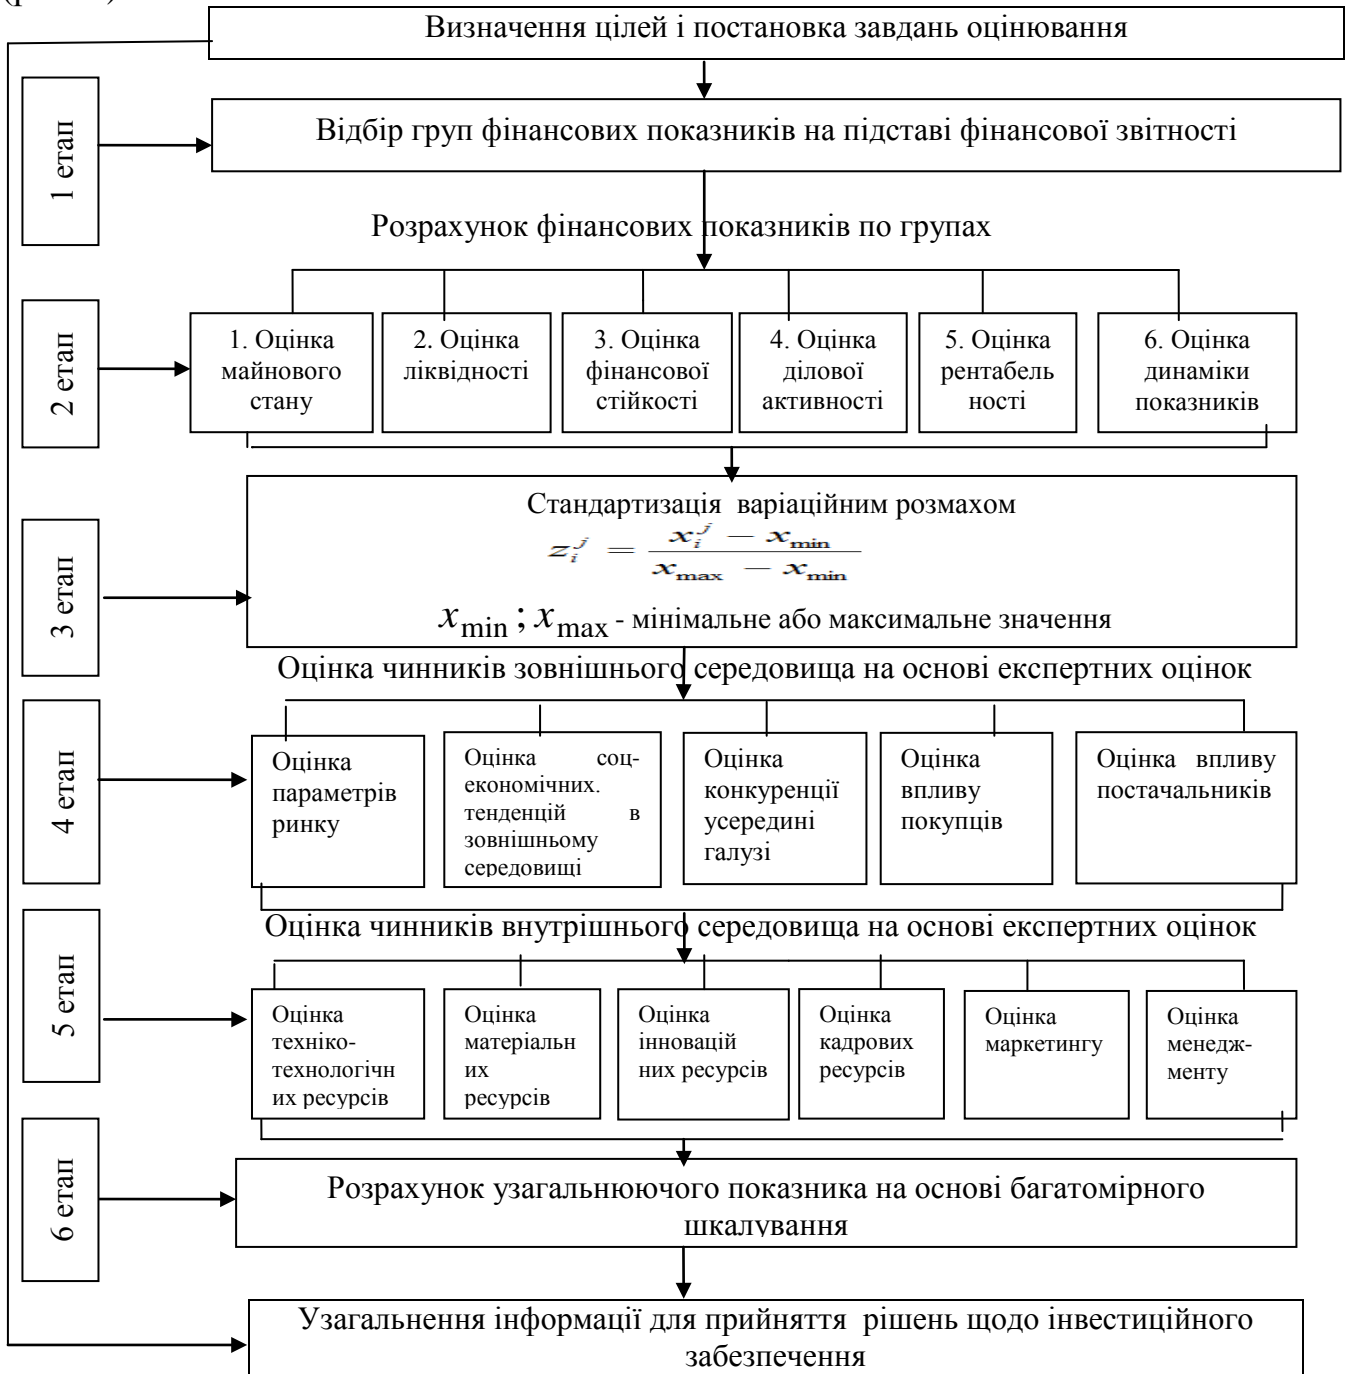 Визначення цілей і постановка завдань оцінювання
1 етап
Відбір груп фінансових показників на підставі фінансової звітності
Розрахунок фінансових показників по групах
2 етап
1. Оцінка
майнового
стану
2. Оцінка
ліквідності
3. Оцінка
фінансової
стійкості
4. Оцінка
ділової
активності
5. Оцінка
рентабель
ності
6. Оцінка
динаміки
показників
3 етап
Стандартизація варіаційним розмахом
z_i^j = (x_i^j − x_min) / (x_max − x_min)
x_min ; x_max - мінімальне або максимальне значення
Оцінка чинників зовнішнього середовища на основі експертних оцінок
4 етап
Оцінка
параметрів
ринку
Оцінка соц-
економічних.
тенденцій в
зовнішньому
середовищі
Оцінка
конкуренції
усередині
галузі
Оцінка
впливу
покупців
Оцінка впливу
постачальників
Оцінка чинників внутрішнього середовища на основі експертних оцінок
5 етап
Оцінка
техніко-
технологічн
их ресурсів
Оцінка
матеріальн
их
ресурсів
Оцінка
інновацій
них ресурсів
Оцінка
кадрових
ресурсів
Оцінка
маркетингу
Оцінка
менедж-
менту
6 етап
Розрахунок узагальнюючого показника на основі багатомірного
шкалування
Узагальнення інформації для прийняття рішень щодо інвестиційного
забезпечення